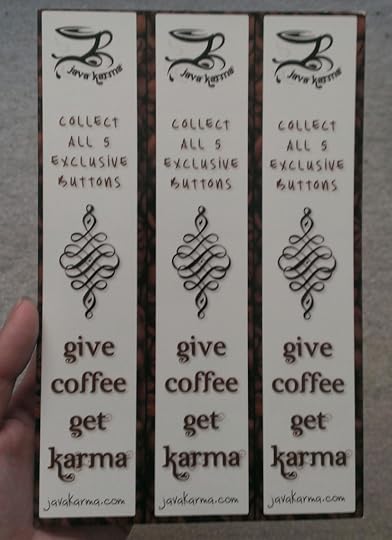 java karma
COLLECT
ALL 5
EXCLUSIVE
BUTTONS
give
coffee
get
karma
javakarma.com
java karma
COLLECT
ALL 5
EXCLUSIVE
BUTTONS
give
coffee
get
karma
javakarma.com
java karma
COLLECT
ALL 5
EXCLUSIVE
BUTTONS
give
coffee
get
karma
javakarma.com